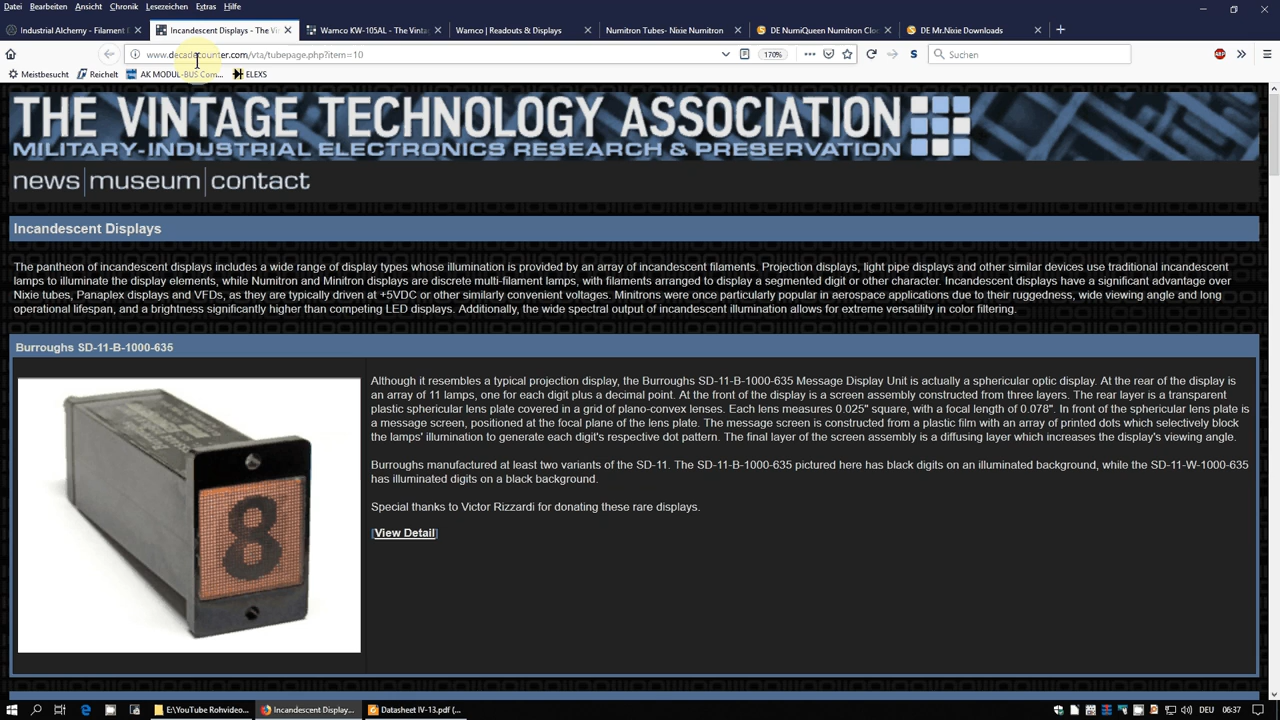 Datei Bearbeiten Ansicht Chronik Lesezeichen Extras Hilfe
Industrial Alchemy - Filament
Incandescent Displays - The Vi
Wamco KW-105AL - The Vinta
Wamco | Readouts & Displays
Numitron Tubes- Nixie Numitron
DE NumiQueen Numitron Cloc
DE Mr.Nixie Downloads
www.decadecounter.com/vta/tubepage.php?item=10
170%
Suchen
ABP
Meistbesucht Reichelt AK MODUL-BUS Com... ELEXS
THE VINTAGE TECHNOLOGY ASSOCIATION
MILITARY-INDUSTRIAL ELECTRONICS RESEARCH & PRESERVATION
news museum contact
Incandescent Displays
The pantheon of incandescent displays includes a wide range of display types whose illumination is provided by an array of incandescent filaments. Projection displays, light pipe displays and other similar devices use traditional incandescent
lamps to illuminate the display elements, while Numitron and Minitron displays are discrete multi-filament lamps, with filaments arranged to display a segmented digit or other character. Incandescent displays have a significant advantage over
Nixie tubes, Panaplex displays and VFDs, as they are typically driven at +5VDC or other similarly convenient voltages. Minitrons were once particularly popular in aerospace applications due to their ruggedness, wide viewing angle and long
operational lifespan, and a brightness significantly higher than competing LED displays. Additionally, the wide spectral output of incandescent illumination allows for extreme versatility in color filtering.
Burroughs SD-11-B-1000-635
Although it resembles a typical projection display, the Burroughs SD-11-B-1000-635 Message Display Unit is actually a sphericular optic display. At the rear of the display is
an array of 11 lamps, one for each digit plus a decimal point. At the front of the display is a screen assembly constructed from three layers. The rear layer is a transparent
plastic sphericular lens plate covered in a grid of plano-convex lenses. Each lens measures 0.025" square, with a focal length of 0.078". In front of the sphericular lens plate is
a message screen, positioned at the focal plane of the lens plate. The message screen is constructed from a plastic film with an array of printed dots which selectively block
the lamps' illumination to generate each digit's respective dot pattern. The final layer of the screen assembly is a diffusing layer which increases the display's viewing angle.
Burroughs manufactured at least two variants of the SD-11. The SD-11-B-1000-635 pictured here has black digits on an illuminated background, while the SD-11-W-1000-635
has illuminated digits on a black background.
Special thanks to Victor Rizzardi for donating these rare displays.
[View Detail]
8
E:\YouTube Rohvideo...
Incandescent Display...
Datasheet IV-13.pdf (...
DEU 06:37